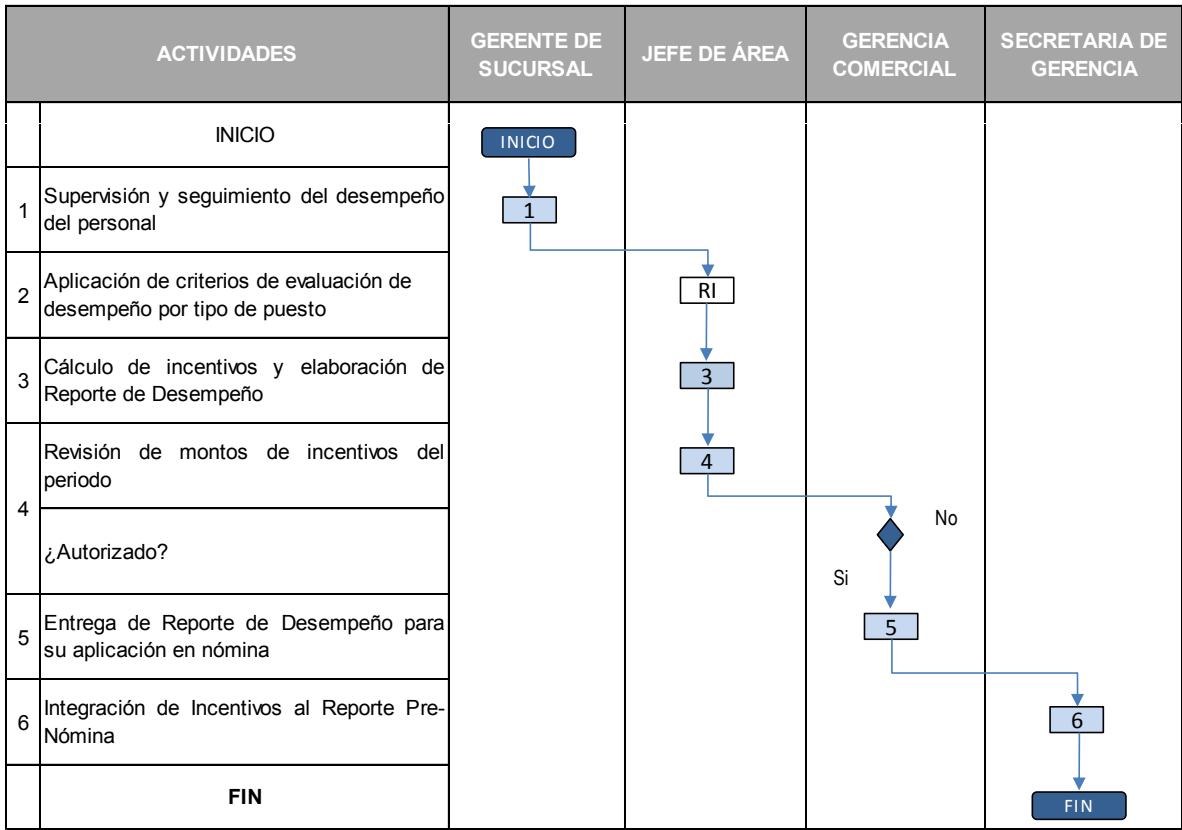 ACTIVIDADES
GERENTE DE
SUCURSAL
JEFE DE ÁREA
GERENCIA
COMERCIAL
SECRETARIA DE
GERENCIA
INICIO
INICIO
1
Supervisión y seguimiento del desempeño
del personal
1
2
Aplicación de criterios de evaluación de
desempeño por tipo de puesto
RI
3
Cálculo de incentivos y elaboración de
Reporte de Desempeño
3
4
Revisión de montos de incentivos del
periodo
4
¿Autorizado?
No
Si
5
Entrega de Reporte de Desempeño para
su aplicación en nómina
5
6
Integración de Incentivos al Reporte Pre-
Nómina
6
FIN
FIN